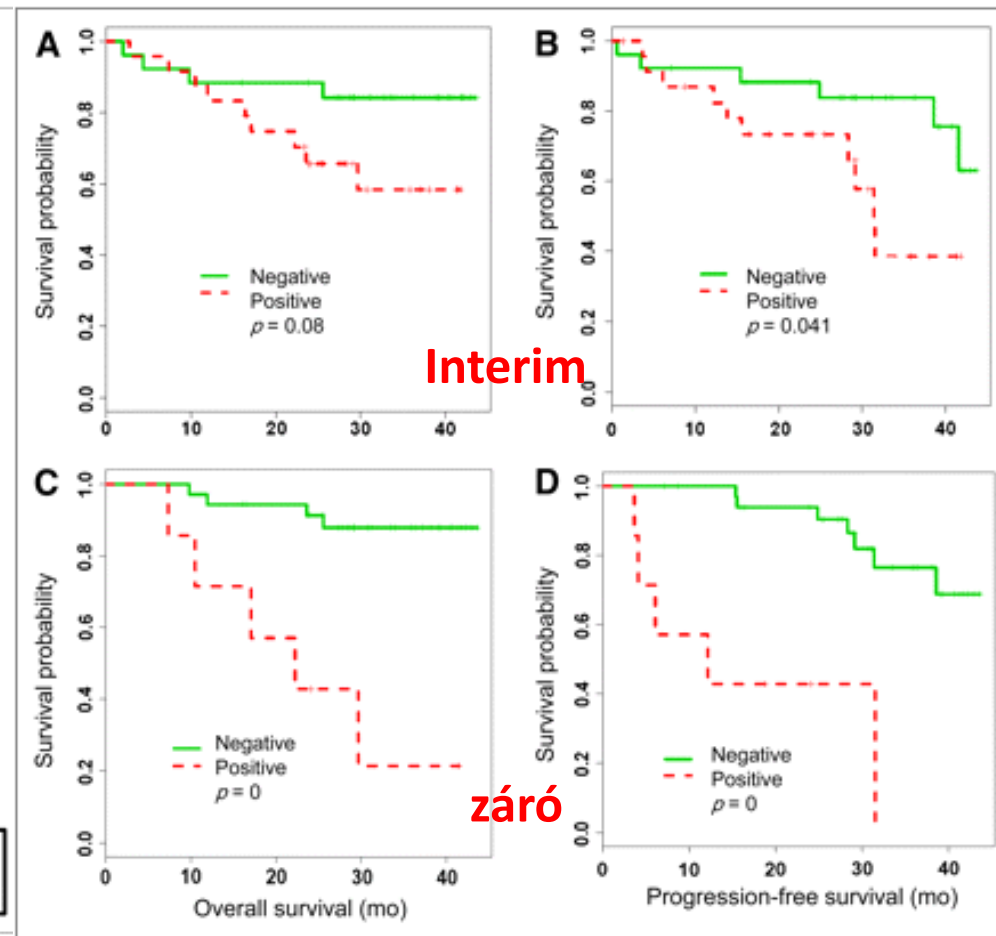 A
Survival probability
1.0
0.8
0.6
0.4
0.2
0.0
Negative
Positive
p = 0.08
0 10 20 30 40
B
Survival probability
1.0
0.8
0.6
0.4
0.2
0.0
Negative
Positive
p = 0.041
0 10 20 30 40
Interim
C
Survival probability
1.0
0.8
0.6
0.4
0.2
0.0
Negative
Positive
p = 0
0 10 20 30 40
Overall survival (mo)
D
Survival probability
1.0
0.8
0.6
0.4
0.2
0.0
Negative
Positive
p = 0
0 10 20 30 40
Progression-free survival (mo)
záró